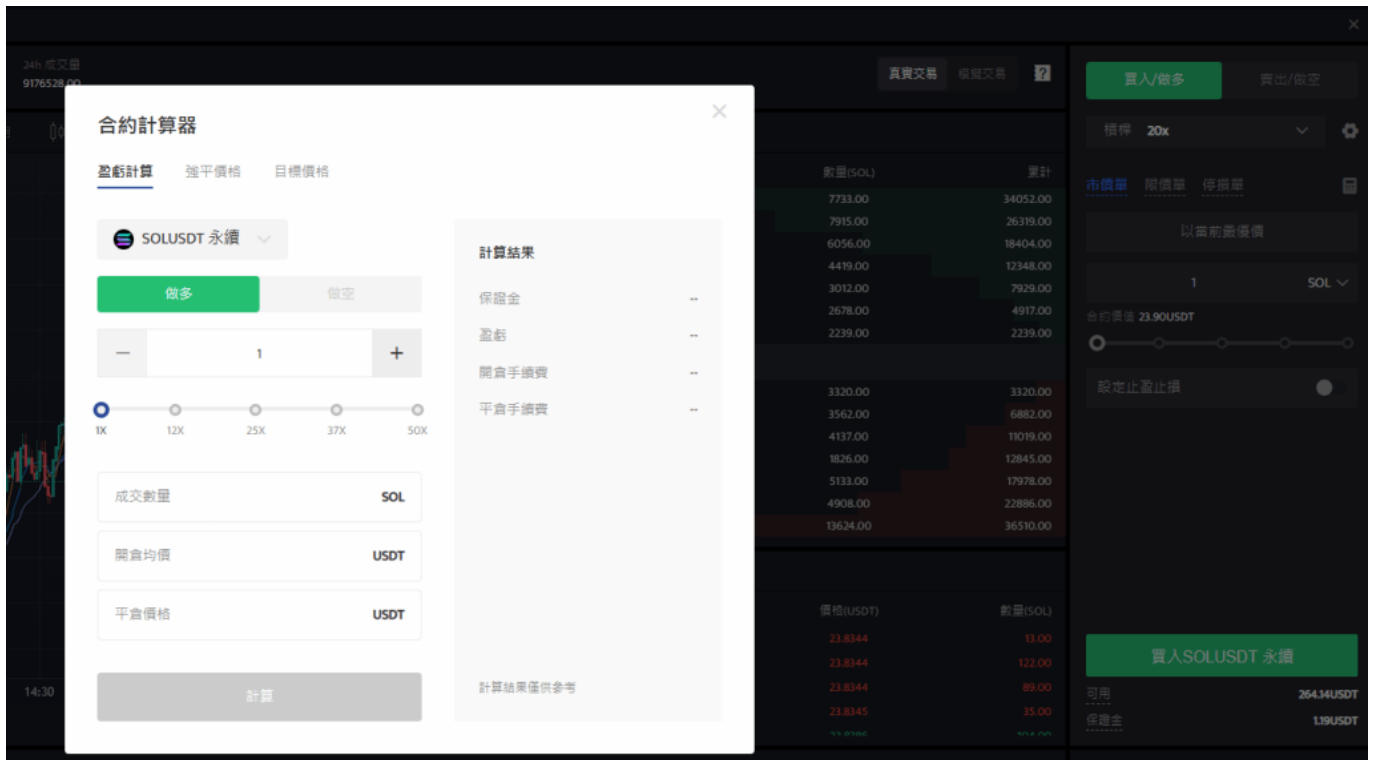 24h 成交量
9176528.00
真實交易 模擬交易 ?
合約計算器
盈虧計算 強平價格 目標價格
SOLUSDT 永續
做多 做空
— 1 +
1X 12X 25X 37X 50X
成交數量 SOL
開倉均價 USDT
平倉價格 USDT
計算
計算結果
保證金 --
盈虧 --
開倉手續費 --
平倉手續費 --
計算結果僅供參考
14:30
數量(SOL) 累計
7733.00 34052.00
7915.00 26319.00
6056.00 18404.00
4419.00 12348.00
3012.00 7929.00
2678.00 4917.00
2239.00 2239.00
3320.00 3320.00
3562.00 6882.00
4137.00 11019.00
1826.00 12845.00
5133.00 17978.00
4908.00 22886.00
13624.00 36510.00
價格(USDT) 數量(SOL)
23.8344 13.00
23.8344 122.00
23.8344 89.00
23.8345 35.00
買入/做多 賣出/做空
槓桿 20x
市價單 限價單 停損單
以當前最優價
1 SOL
合約價值 23.90USDT
設定止盈止損
買入SOLUSDT 永續
可用 264.14USDT
保證金 1.19USDT